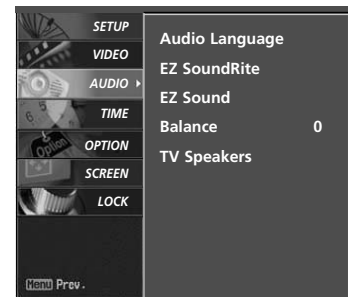 SETUP
VIDEO
AUDIO
TIME
OPTION
SCREEN
LOCK
Menu Prev.
Audio Language
EZ SoundRite
EZ Sound
Balance 0
TV Speakers